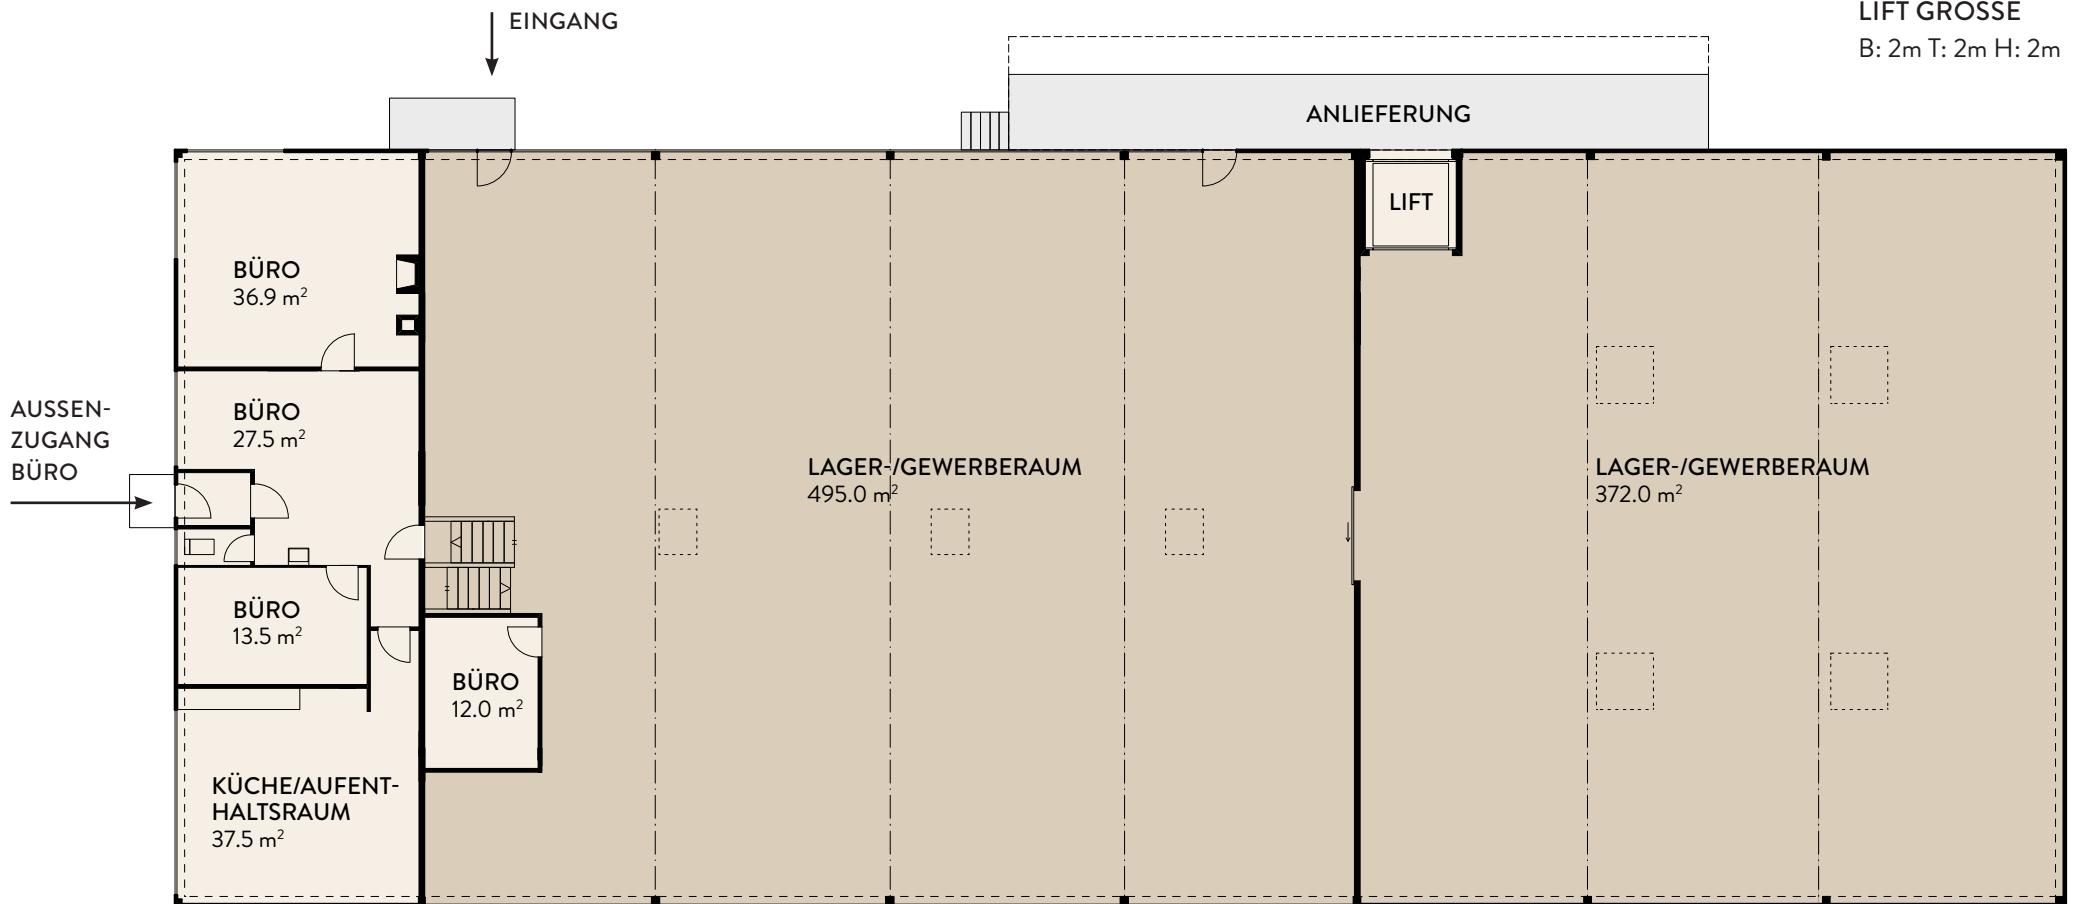 EINGANG
LIFT GRÖSSE
B: 2m T: 2m H: 2m
ANLIEFERUNG
LIFT
BÜRO
36.9 m²
AUSSEN-
ZUGANG
BÜRO
BÜRO
27.5 m²
LAGER-/GEWERBERAUM
495.0 m²
LAGER-/GEWERBERAUM
372.0 m²
BÜRO
13.5 m²
BÜRO
12.0 m²
KÜCHE/AUFENT-
HALTSRAUM
37.5 m²